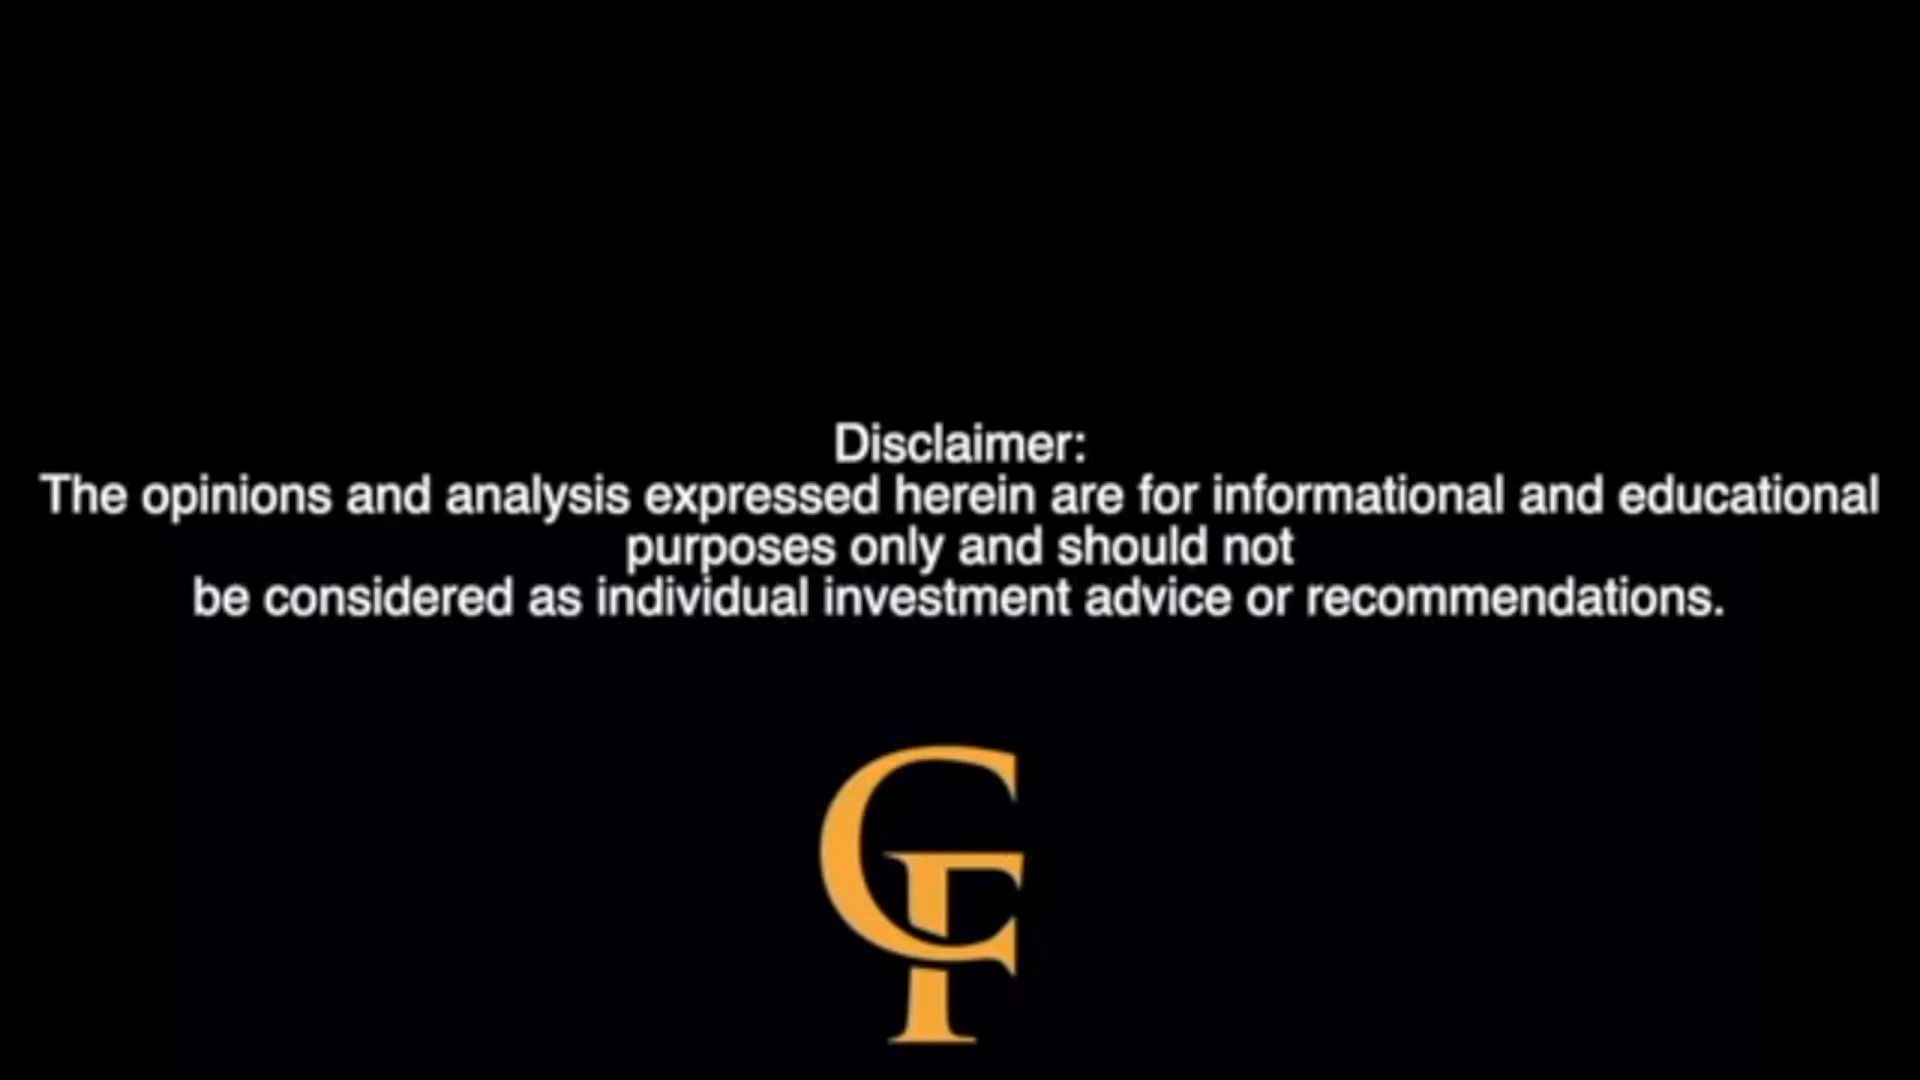 Disclaimer:
The opinions and analysis expressed herein are for informational and educational
purposes only and should not
be considered as individual investment advice or recommendations.
CF